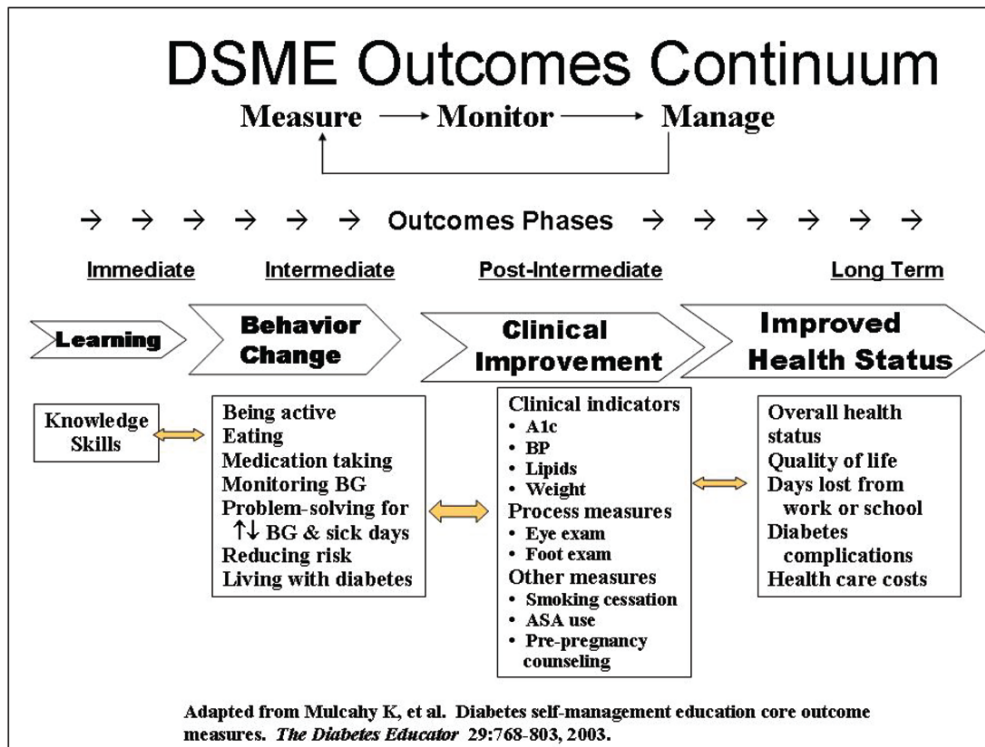 DSME Outcomes Continuum
Measure → Monitor → Manage
→ → → → → → Outcomes Phases → → → → → →
Immediate Intermediate Post-Intermediate Long Term
Learning
Behavior
Change
Clinical
Improvement
Improved
Health Status
Knowledge
Skills
Being active
Eating
Medication taking
Monitoring BG
Problem-solving for
↑↓ BG & sick days
Reducing risk
Living with diabetes
Clinical indicators
• A1c
• BP
• Lipids
• Weight
Process measures
• Eye exam
• Foot exam
Other measures
• Smoking cessation
• ASA use
• Pre-pregnancy
counseling
Overall health
status
Quality of life
Days lost from
work or school
Diabetes
complications
Health care costs
Adapted from Mulcahy K, et al. Diabetes self-management education core outcome
measures. The Diabetes Educator 29:768-803, 2003.